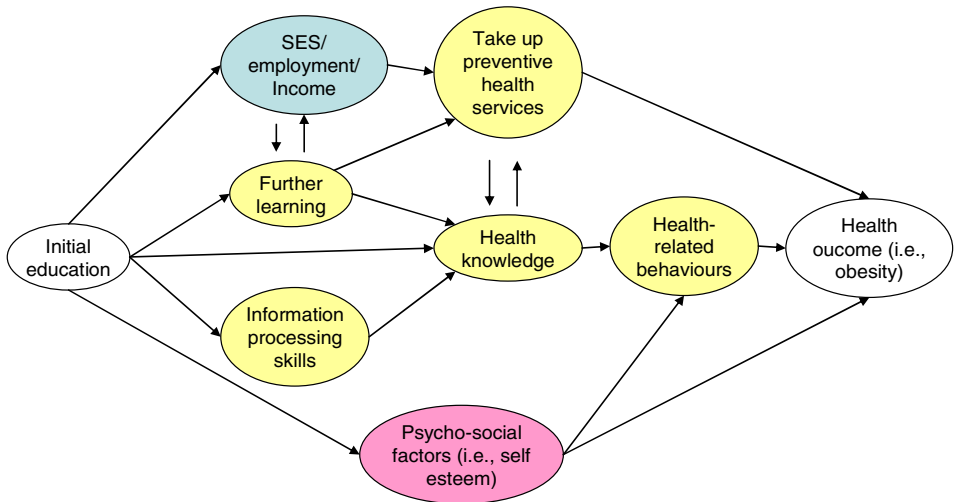 SES/
employment/
Income
Take up
preventive
health
services
Further
learning
Initial
education
Health
knowledge
Health-
related
behaviours
Health
oucome (i.e.,
obesity)
Information
processing
skills
Psycho-social
factors (i.e., self
esteem)